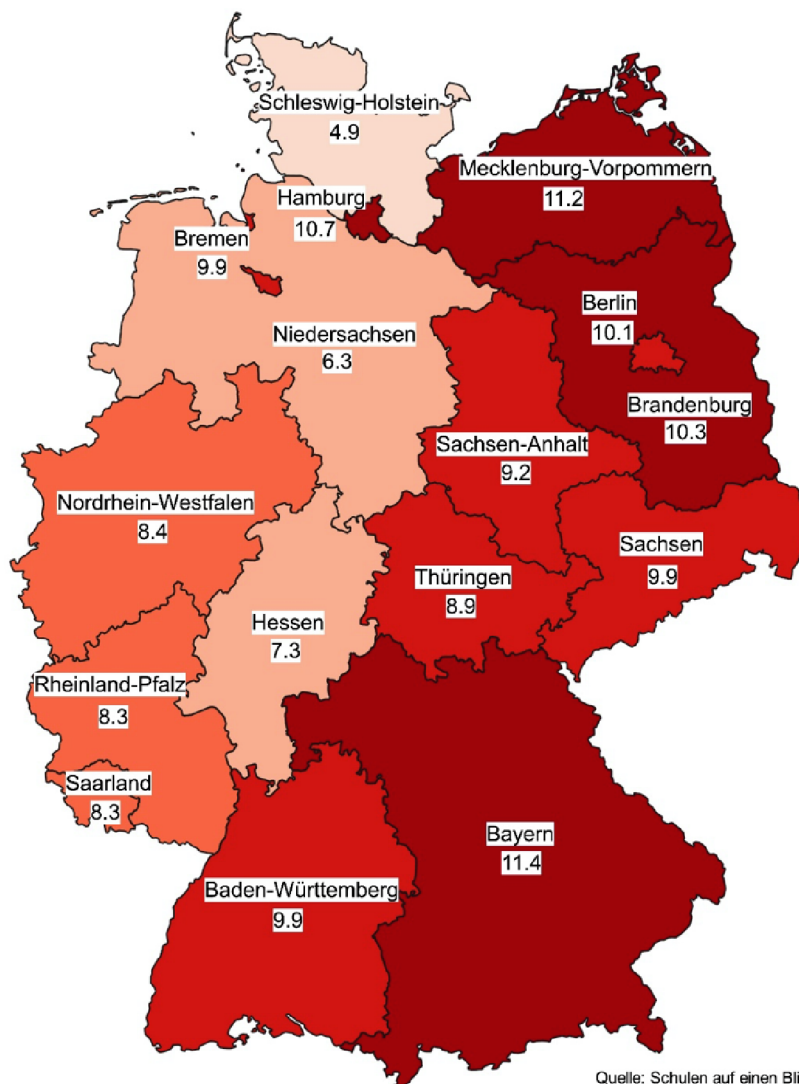 Schleswig-Holstein
4.9
Mecklenburg-Vorpommern
11.2
Hamburg
10.7
Bremen
9.9
Berlin
10.1
Niedersachsen
6.3
Brandenburg
10.3
Sachsen-Anhalt
9.2
Nordrhein-Westfalen
8.4
Sachsen
9.9
Thüringen
8.9
Hessen
7.3
Rheinland-Pfalz
8.3
Saarland
8.3
Bayern
11.4
Baden-Württemberg
9.9
Quelle: Schulen auf einen Bli